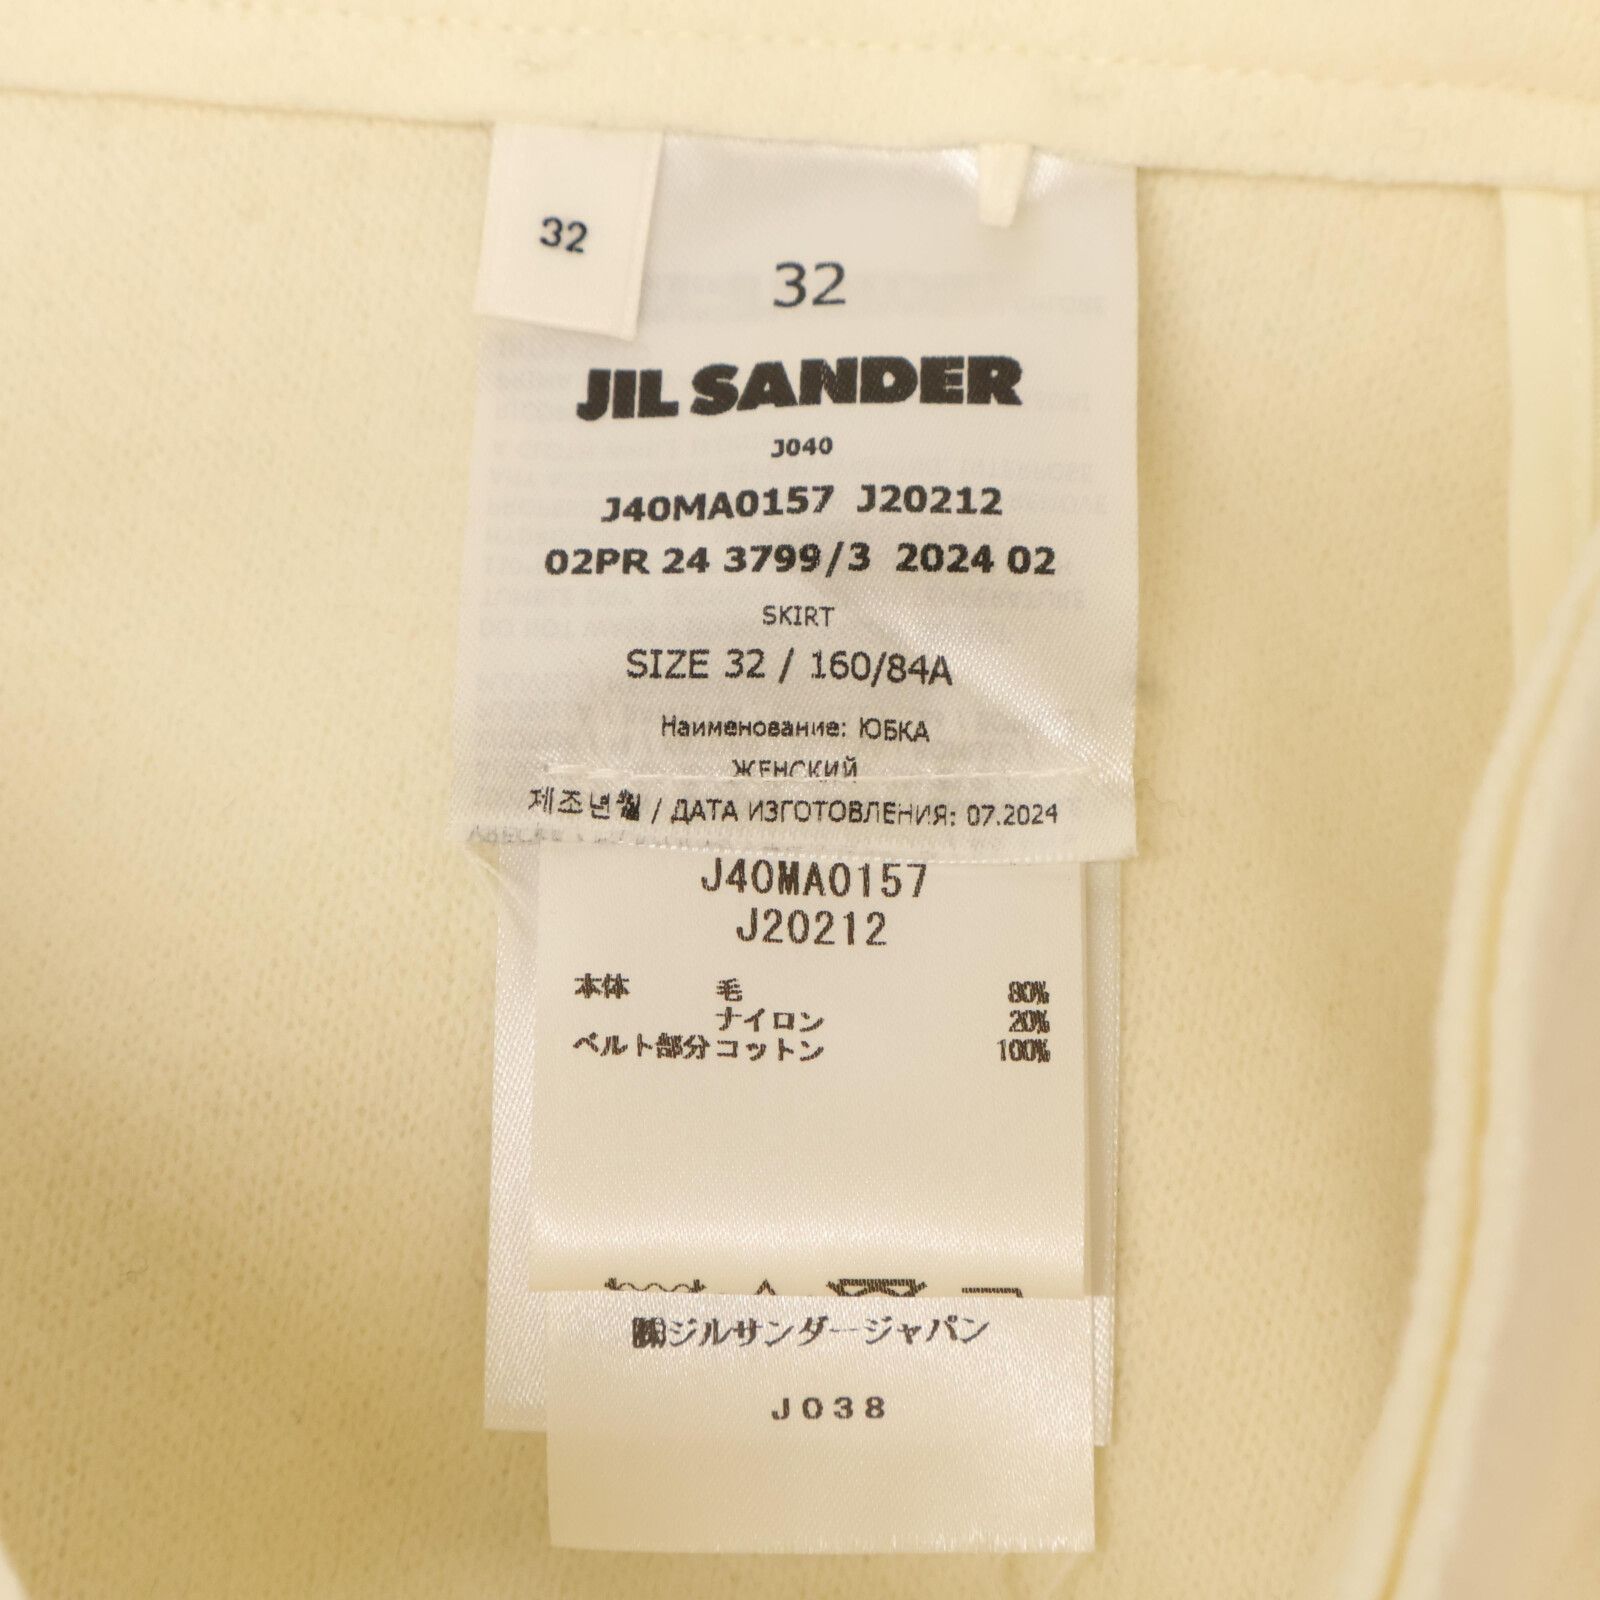 32
32
JIL SANDER
J040
J40MA0157 J20212
02PR 24 3799/3 2024 02
SKIRT
SIZE 32 / 160/84A
Наименование: ЮБКА
ЖЕНСКИЙ
제조년월 / ДАТА ИЗГОТОВЛЕНИЯ: 07.2024
J40MA0157
J20212
本体 毛 80%
ナイロン 20%
ベルト部分 コットン 100%
㈱ジルサンダージャパン
J038